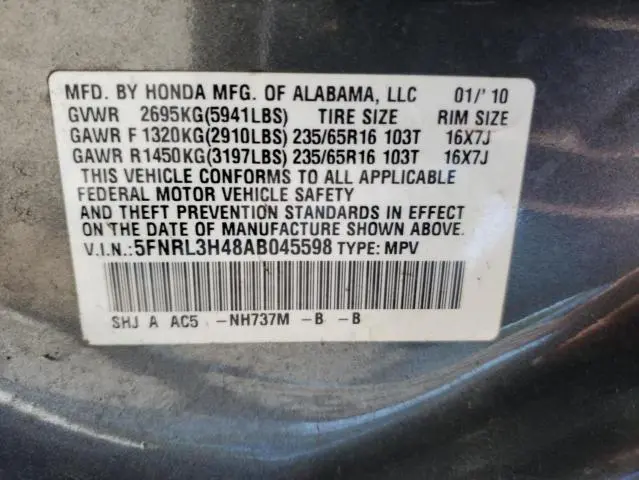 MFD. BY HONDA MFG. OF ALABAMA, LLC 01/'10
GVWR 2695KG(5941LBS) TIRE SIZE RIM SIZE
GAWR F 1320KG(2910LBS) 235/65R16 103T 16X7J
GAWR R1450KG(3197LBS) 235/65R16 103T 16X7J
THIS VEHICLE CONFORMS TO ALL APPLICABLE
FEDERAL MOTOR VEHICLE SAFETY
AND THEFT PREVENTION STANDARDS IN EFFECT
ON THE DATE OF MANUFACTURE SHOWN ABOVE.
V.I.N.:5FNRL3H48AB045598 TYPE: MPV
SHJ A AC5 -NH737M -B -B